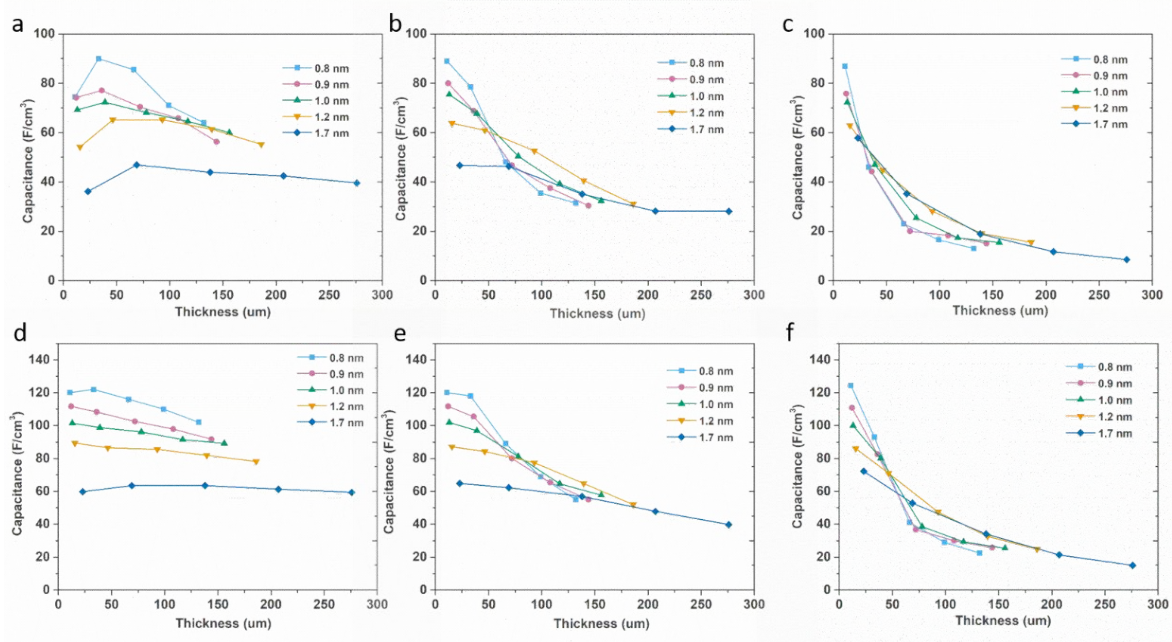 a
100
80
60
40
20
0
Capacitance (F/cm³)
0.8 nm
0.9 nm
1.0 nm
1.2 nm
1.7 nm
0 50 100 150 200 250 300
Thickness (um)
b
100
80
60
40
20
0
Capacitance (F/cm³)
0.8 nm
0.9 nm
1.0 nm
1.2 nm
1.7 nm
0 50 100 150 200 250 300
Thickness (um)
c
100
80
60
40
20
0
Capacitance (F/cm³)
0.8 nm
0.9 nm
1.0 nm
1.2 nm
1.7 nm
0 50 100 150 200 250 300
Thickness (um)
d
140
120
100
80
60
40
20
0
Capacitance (F/cm³)
0.8 nm
0.9 nm
1.0 nm
1.2 nm
1.7 nm
0 50 100 150 200 250 300
Thickness (um)
e
140
120
100
80
60
40
20
0
Capacitance (F/cm³)
0.8 nm
0.9 nm
1.0 nm
1.2 nm
1.7 nm
0 50 100 150 200 250 300
Thickness (um)
f
140
120
100
80
60
40
20
0
Capacitance (F/cm³)
0.8 nm
0.9 nm
1.0 nm
1.2 nm
1.7 nm
0 50 100 150 200 250 300
Thickness (um)